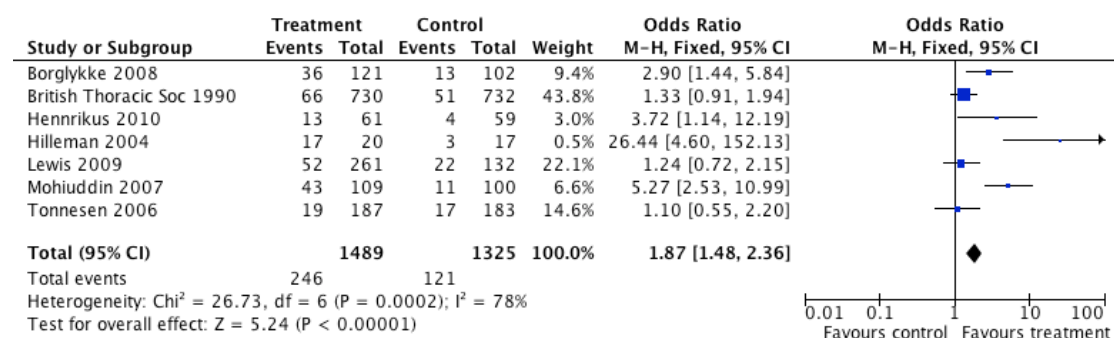 Treatment Control Odds Ratio Odds Ratio
Study or Subgroup Events Total Events Total Weight M-H, Fixed, 95% CI M-H, Fixed, 95% CI
Borglykke 2008 36 121 13 102 9.4% 2.90 [1.44, 5.84]
British Thoracic Soc 1990 66 730 51 732 43.8% 1.33 [0.91, 1.94]
Hennrikus 2010 13 61 4 59 3.0% 3.72 [1.14, 12.19]
Hilleman 2004 17 20 3 17 0.5% 26.44 [4.60, 152.13]
Lewis 2009 52 261 22 132 22.1% 1.24 [0.72, 2.15]
Mohiuddin 2007 43 109 11 100 6.6% 5.27 [2.53, 10.99]
Tonnesen 2006 19 187 17 183 14.6% 1.10 [0.55, 2.20]
Total (95% CI) 1489 1325 100.0% 1.87 [1.48, 2.36]
Total events 246 121
Heterogeneity: Chi² = 26.73, df = 6 (P = 0.0002); I² = 78%
Test for overall effect: Z = 5.24 (P < 0.00001)
0.01 0.1 1 10 100
Favours control Favours treatment